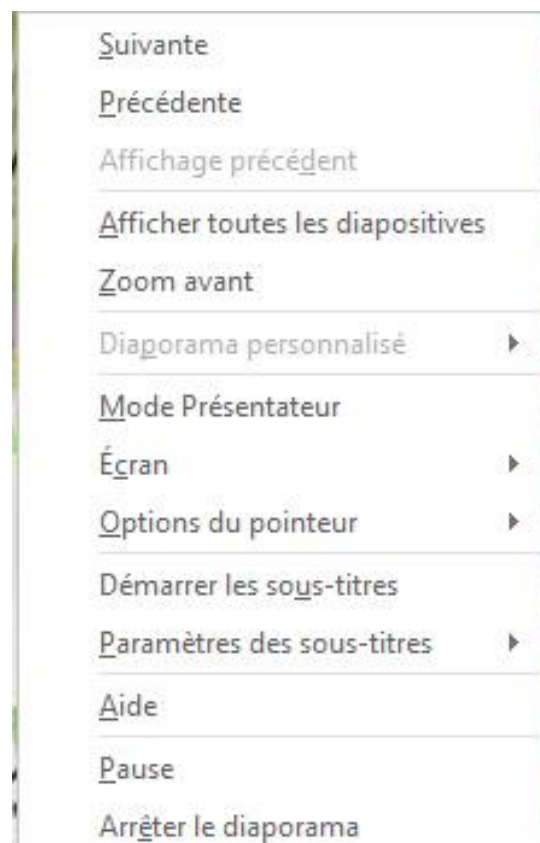 Suivante
Précédente
Affichage précédent
Afficher toutes les diapositives
Zoom avant
Diaporama personnalisé
Mode Présentateur
Écran
Options du pointeur
Démarrer les sous-titres
Paramètres des sous-titres
Aide
Pause
Arrêter le diaporama